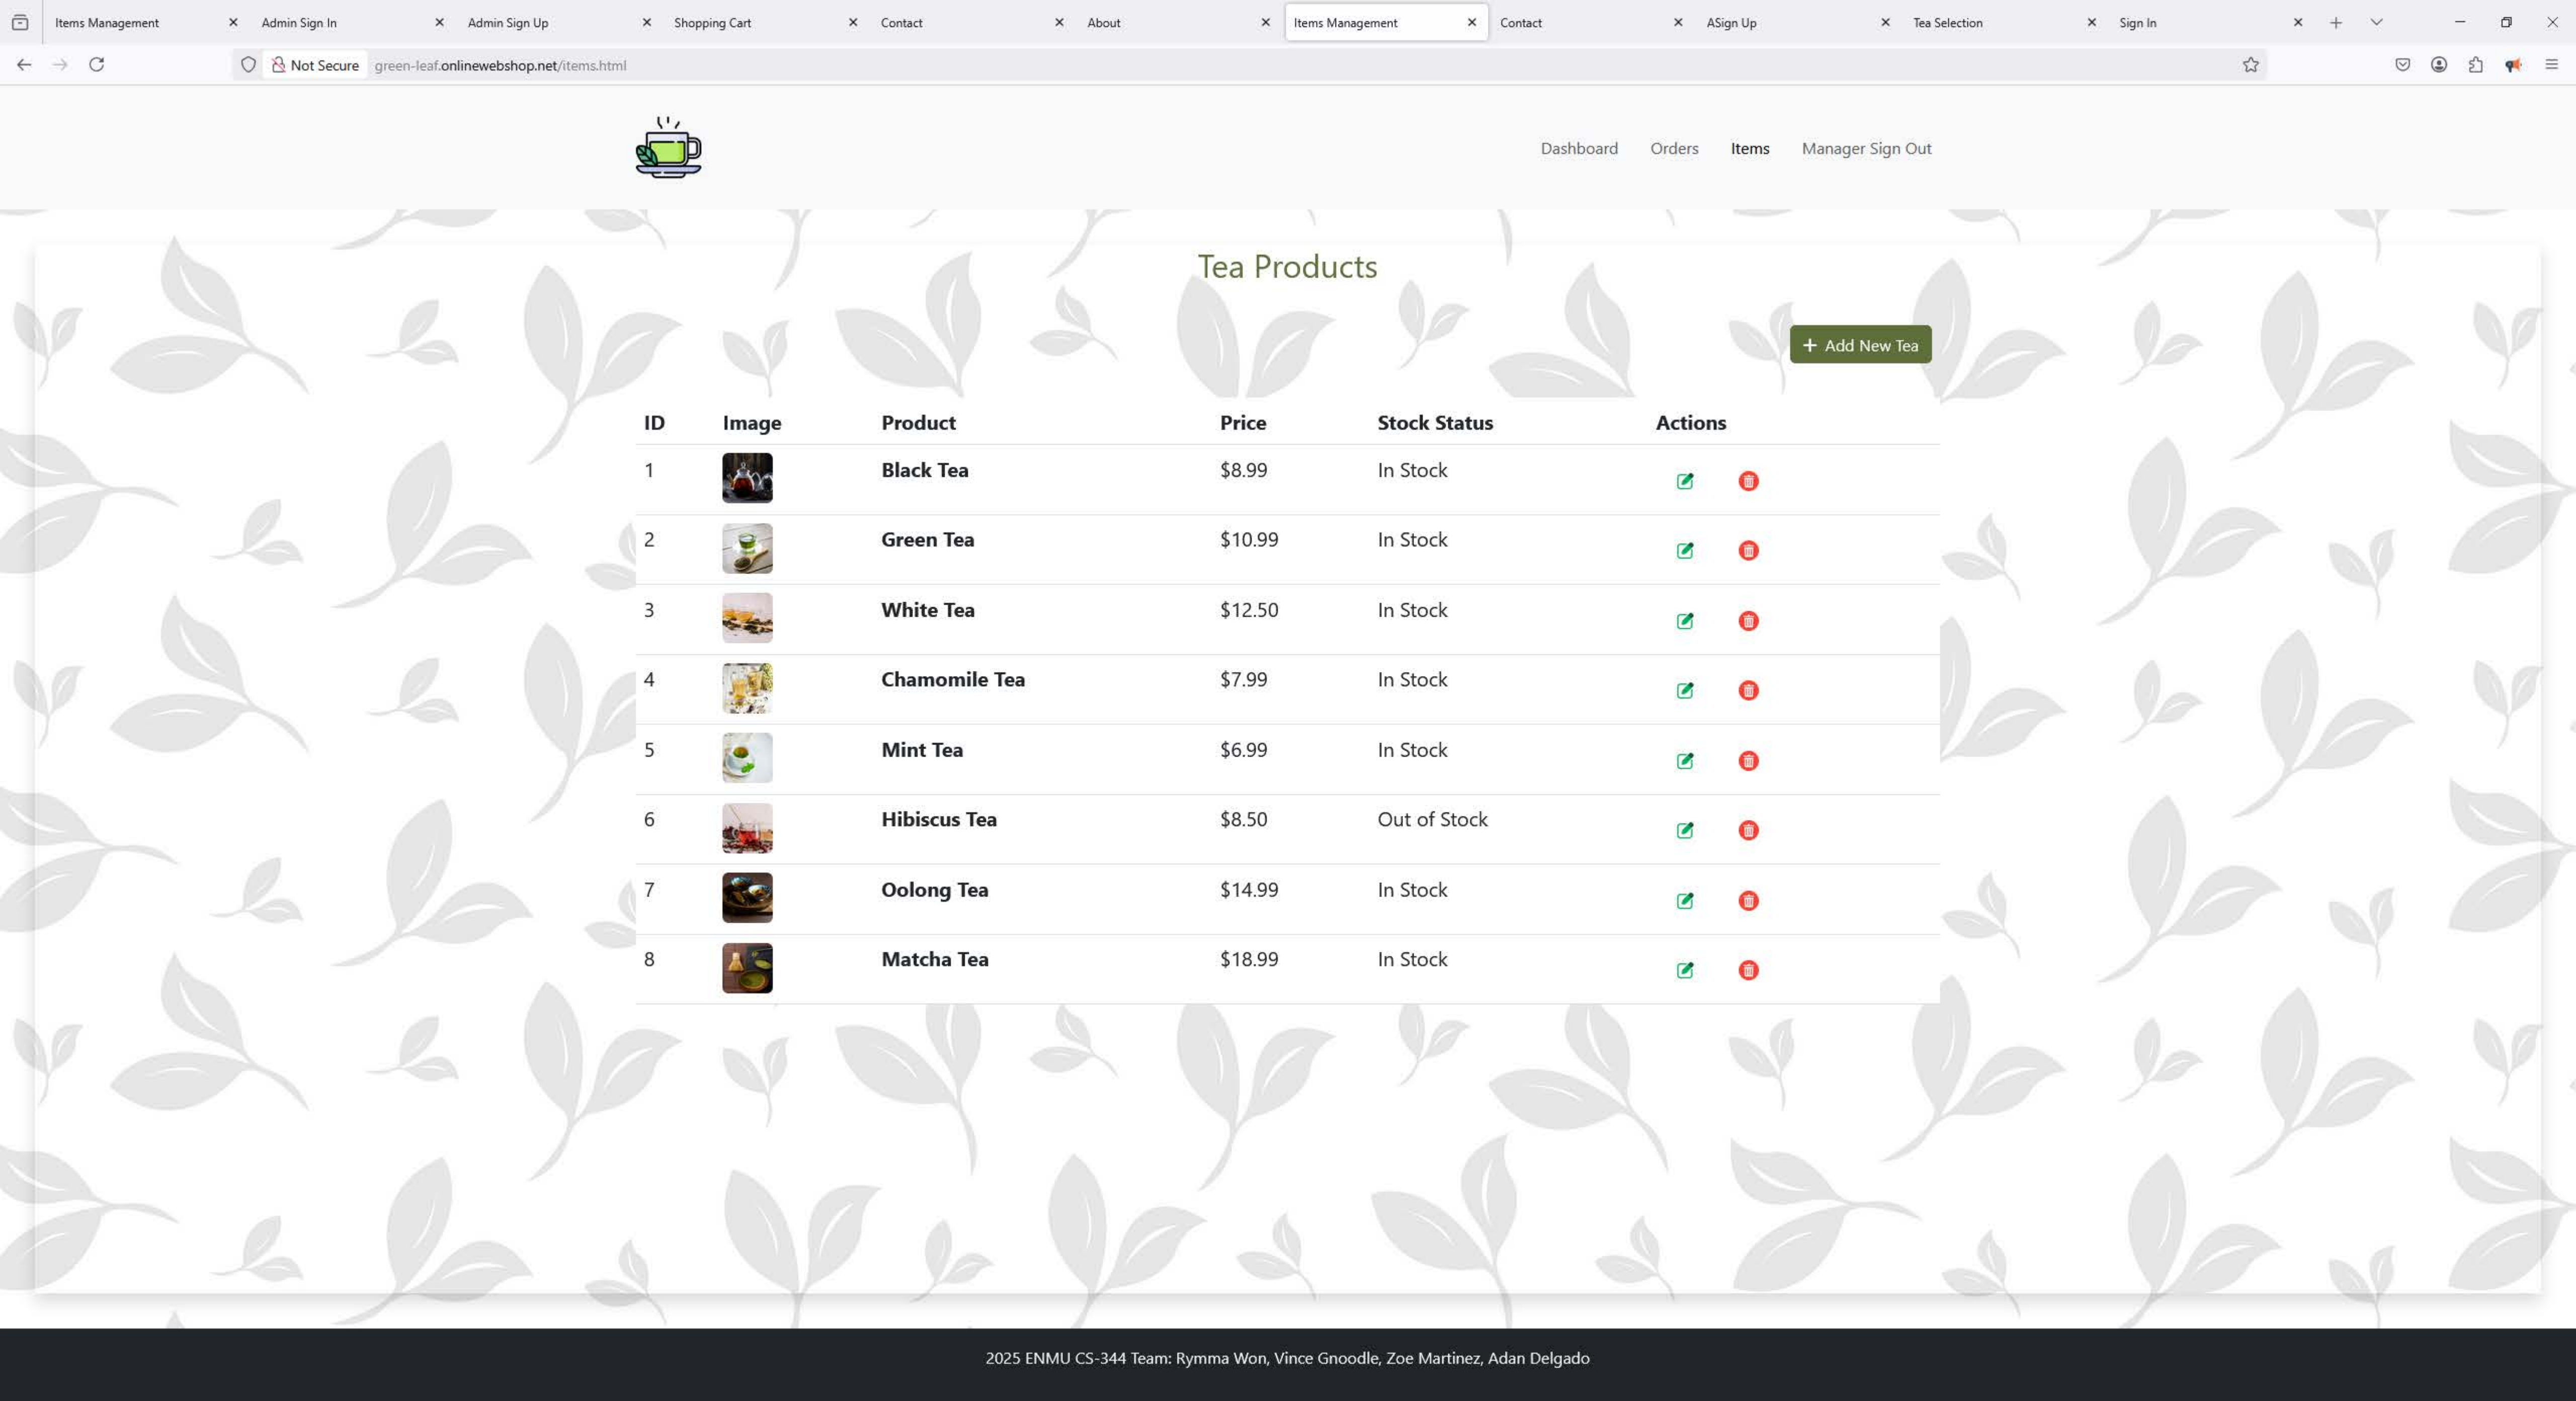 Items Management Admin Sign In Admin Sign Up Shopping Cart Contact About Items Management Contact ASign Up Tea Selection Sign In
Not Secure green-leaf.onlinewebshop.net/items.html
Dashboard Orders Items Manager Sign Out
Tea Products
+ Add New Tea
ID Image Product Price Stock Status Actions
1 Black Tea $8.99 In Stock
2 Green Tea $10.99 In Stock
3 White Tea $12.50 In Stock
4 Chamomile Tea $7.99 In Stock
5 Mint Tea $6.99 In Stock
6 Hibiscus Tea $8.50 Out of Stock
7 Oolong Tea $14.99 In Stock
8 Matcha Tea $18.99 In Stock
2025 ENMU CS-344 Team: Rymma Won, Vince Gnoodle, Zoe Martinez, Adan Delgado